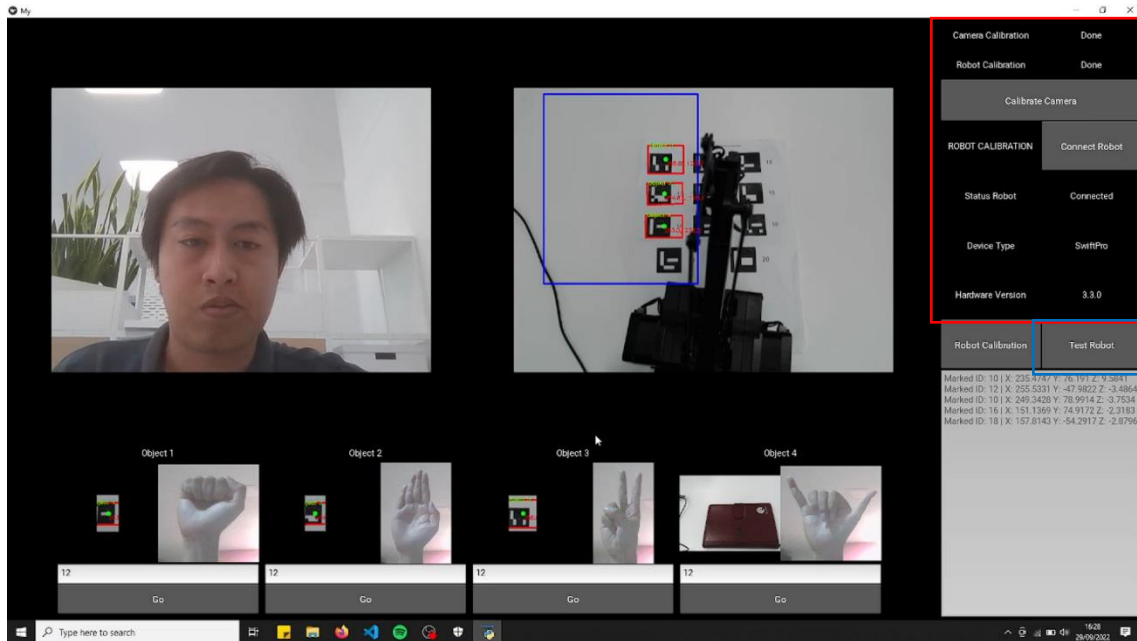 My
Camera Calibration Done
Robot Calibration Done
Calibrate Camera
ROBOT CALIBRATION Connect Robot
Status Robot Connected
Device Type SwiftPro
Hardware Version 3.3.0
Robot Calibration Test Robot
Marked ID: 10 | X: 235.4747 Y: 76.191 Z: 9.5841
Marked ID: 12 | X: 255.5331 Y: -47.9822 Z: -3.4864
Marked ID: 10 | X: 249.3428 Y: 78.9914 Z: -3.7534
Marked ID: 16 | X: 151.1369 Y: 74.9172 Z: -2.3183
Marked ID: 18 | X: 157.8143 Y: -54.2917 Z: -2.8796
20
Object 1 Object 2 Object 3 Object 4
12 12 12 12
Go Go Go Go
Type here to search
16:28
29/09/2022